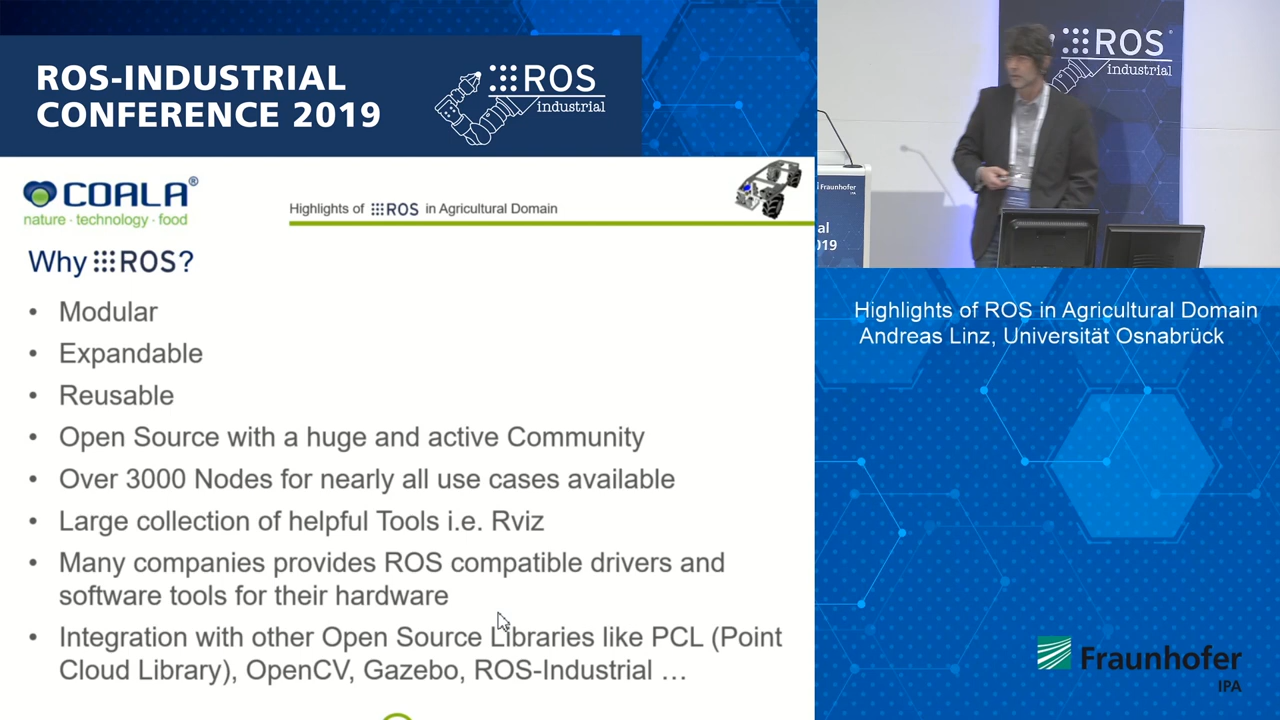 ROS-INDUSTRIAL
CONFERENCE 2019
ROS
industrial
COALA®
nature · technology · food
Highlights of ROS in Agricultural Domain
Why ROS?
• Modular
• Expandable
• Reusable
• Open Source with a huge and active Community
• Over 3000 Nodes for nearly all use cases available
• Large collection of helpful Tools i.e. Rviz
• Many companies provides ROS compatible drivers and
software tools for their hardware
• Integration with other Open Source Libraries like PCL (Point
Cloud Library), OpenCV, Gazebo, ROS-Industrial …
ROS
industrial
Fraunhofer
IPA
al
019
Highlights of ROS in Agricultural Domain
Andreas Linz, Universität Osnabrück
Fraunhofer
IPA